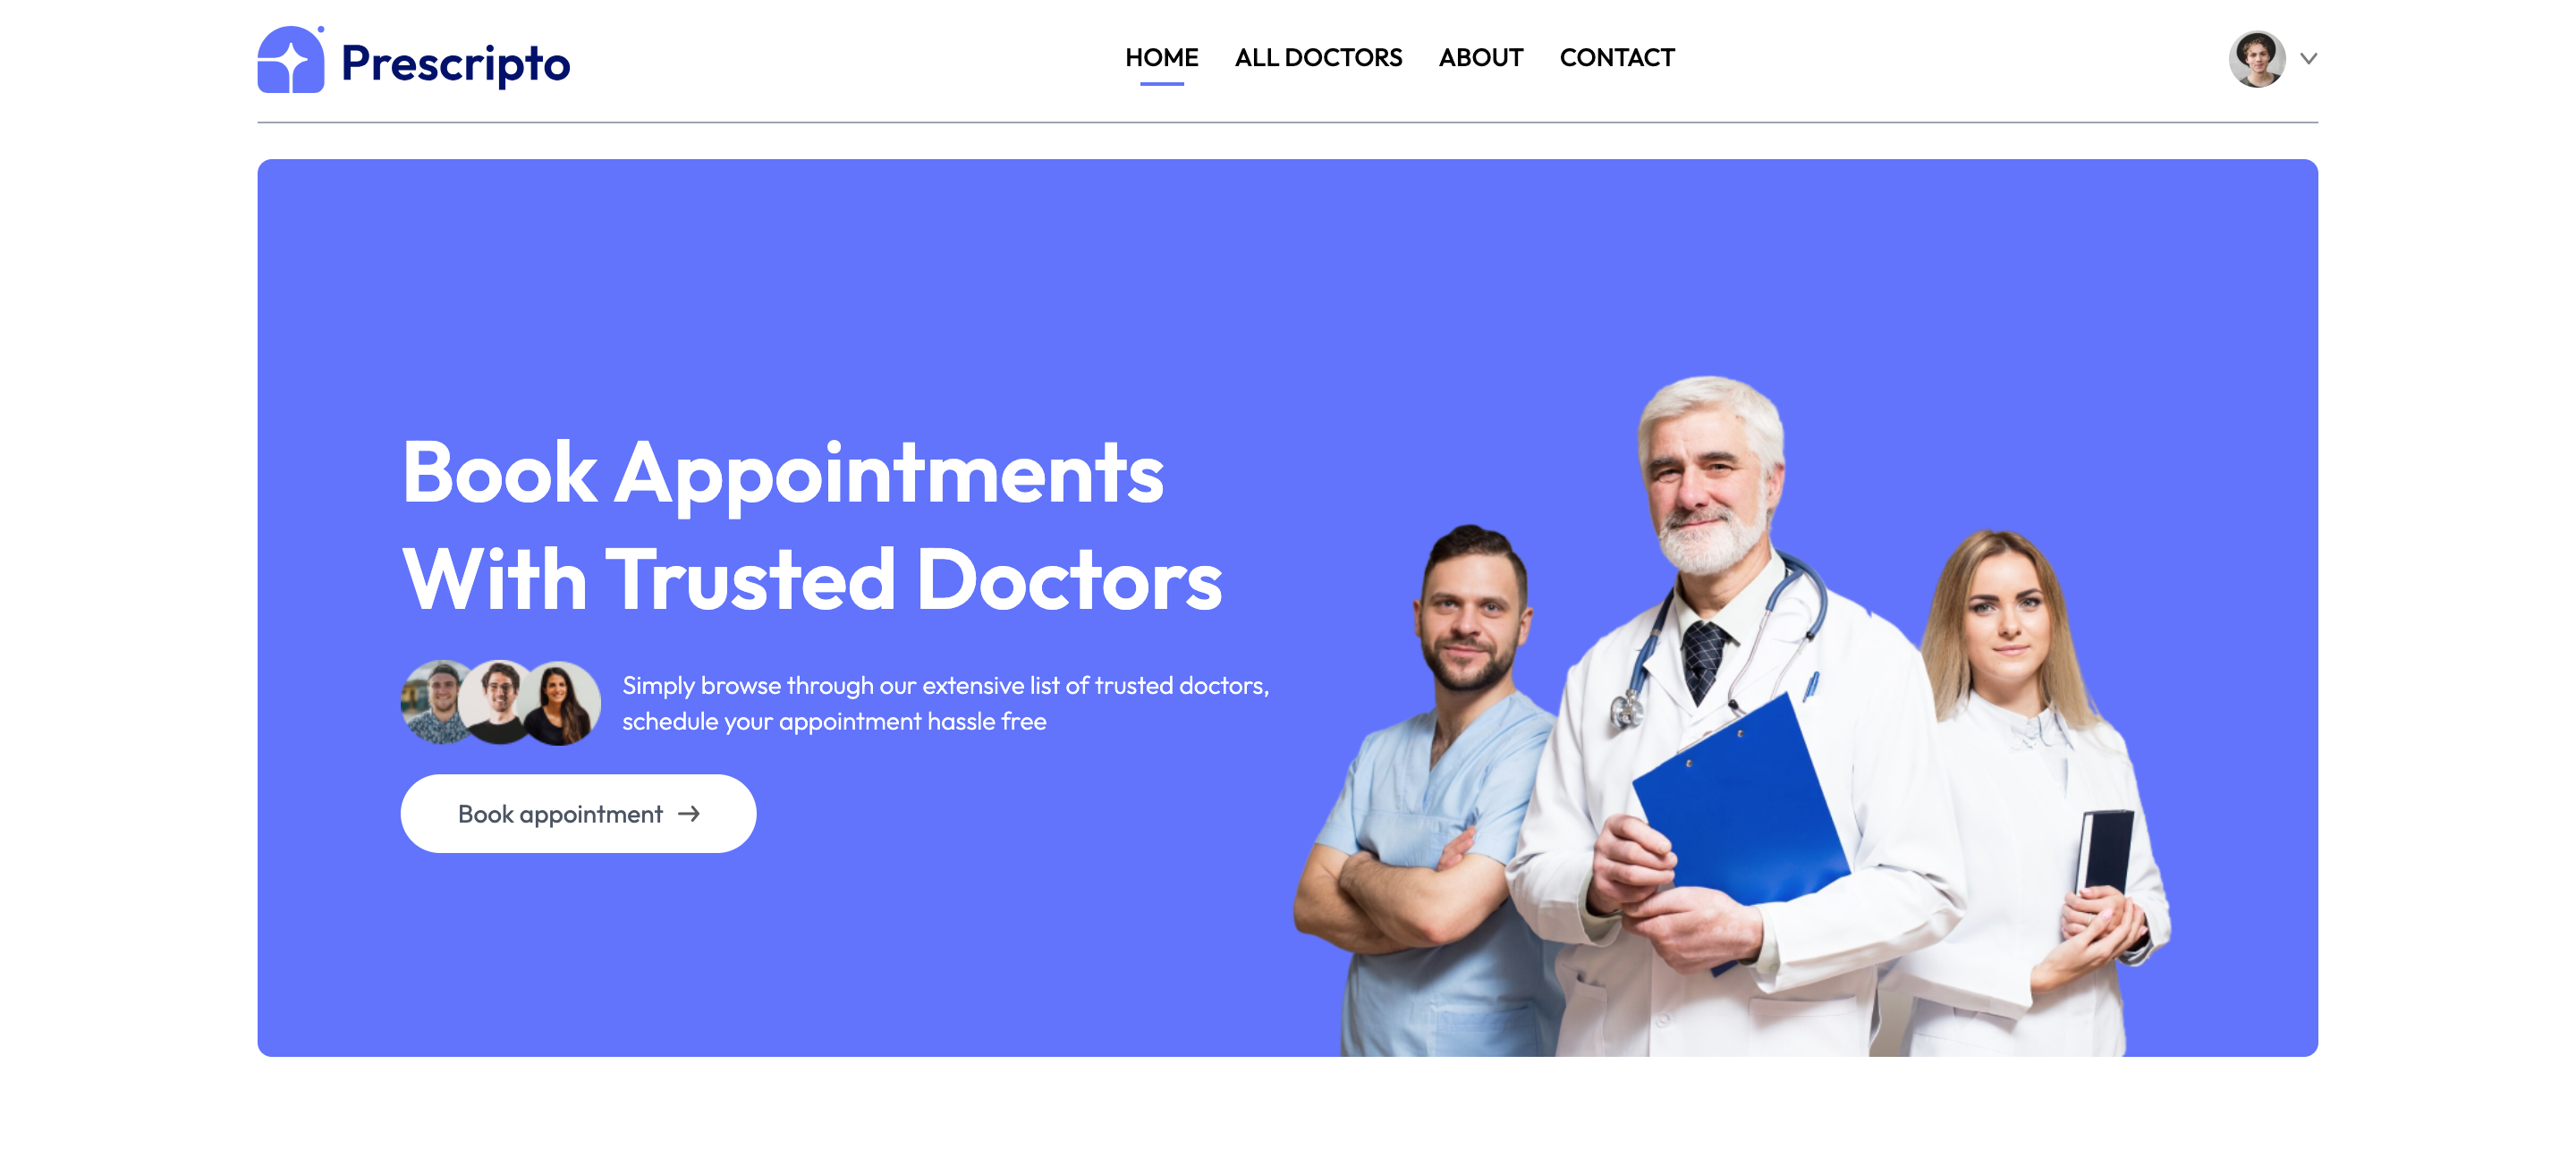 Prescripto
HOME
ALL DOCTORS
ABOUT
CONTACT
Book Appointments
With Trusted Doctors
Simply browse through our extensive list of trusted doctors,
schedule your appointment hassle free
Book appointment →